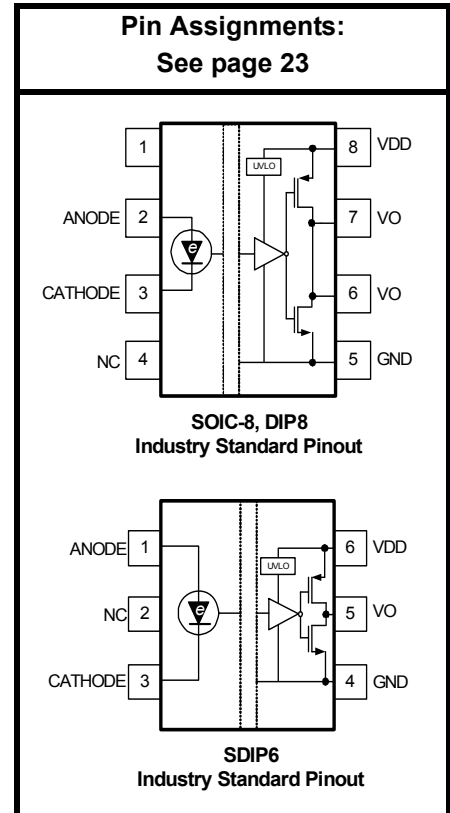 Pin Assignments:
See page 23
1
8 VDD
UVLO
ANODE 2
e
7 VO
CATHODE 3
6 VO
NC 4
5 GND
SOIC-8, DIP8
Industry Standard Pinout
ANODE 1
6 VDD
UVLO
NC 2
e
5 VO
CATHODE 3
4 GND
SDIP6
Industry Standard Pinout